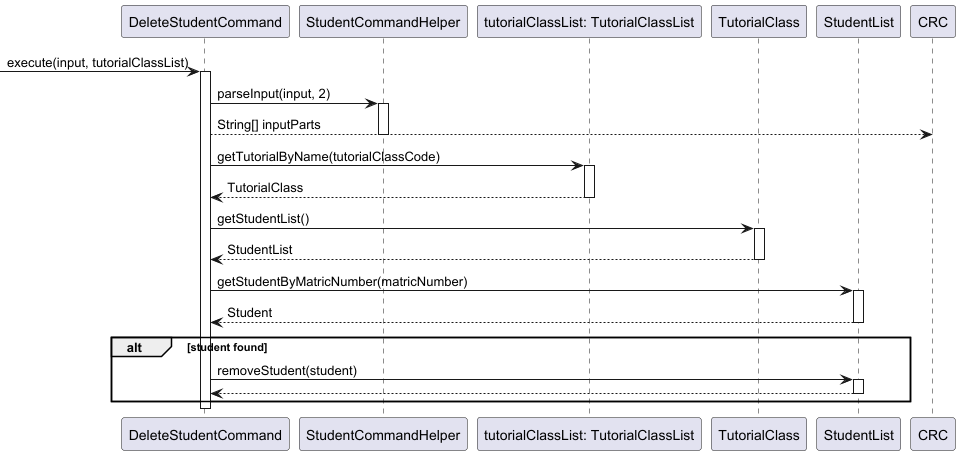 DeleteStudentCommand StudentCommandHelper tutorialClassList: TutorialClassList TutorialClass StudentList CRC
execute(input, tutorialClassList)
parseInput(input, 2)
String[] inputParts
getTutorialByName(tutorialClassCode)
TutorialClass
getStudentList()
StudentList
getStudentByMatricNumber(matricNumber)
Student
alt [student found]
removeStudent(student)
DeleteStudentCommand StudentCommandHelper tutorialClassList: TutorialClassList TutorialClass StudentList CRC